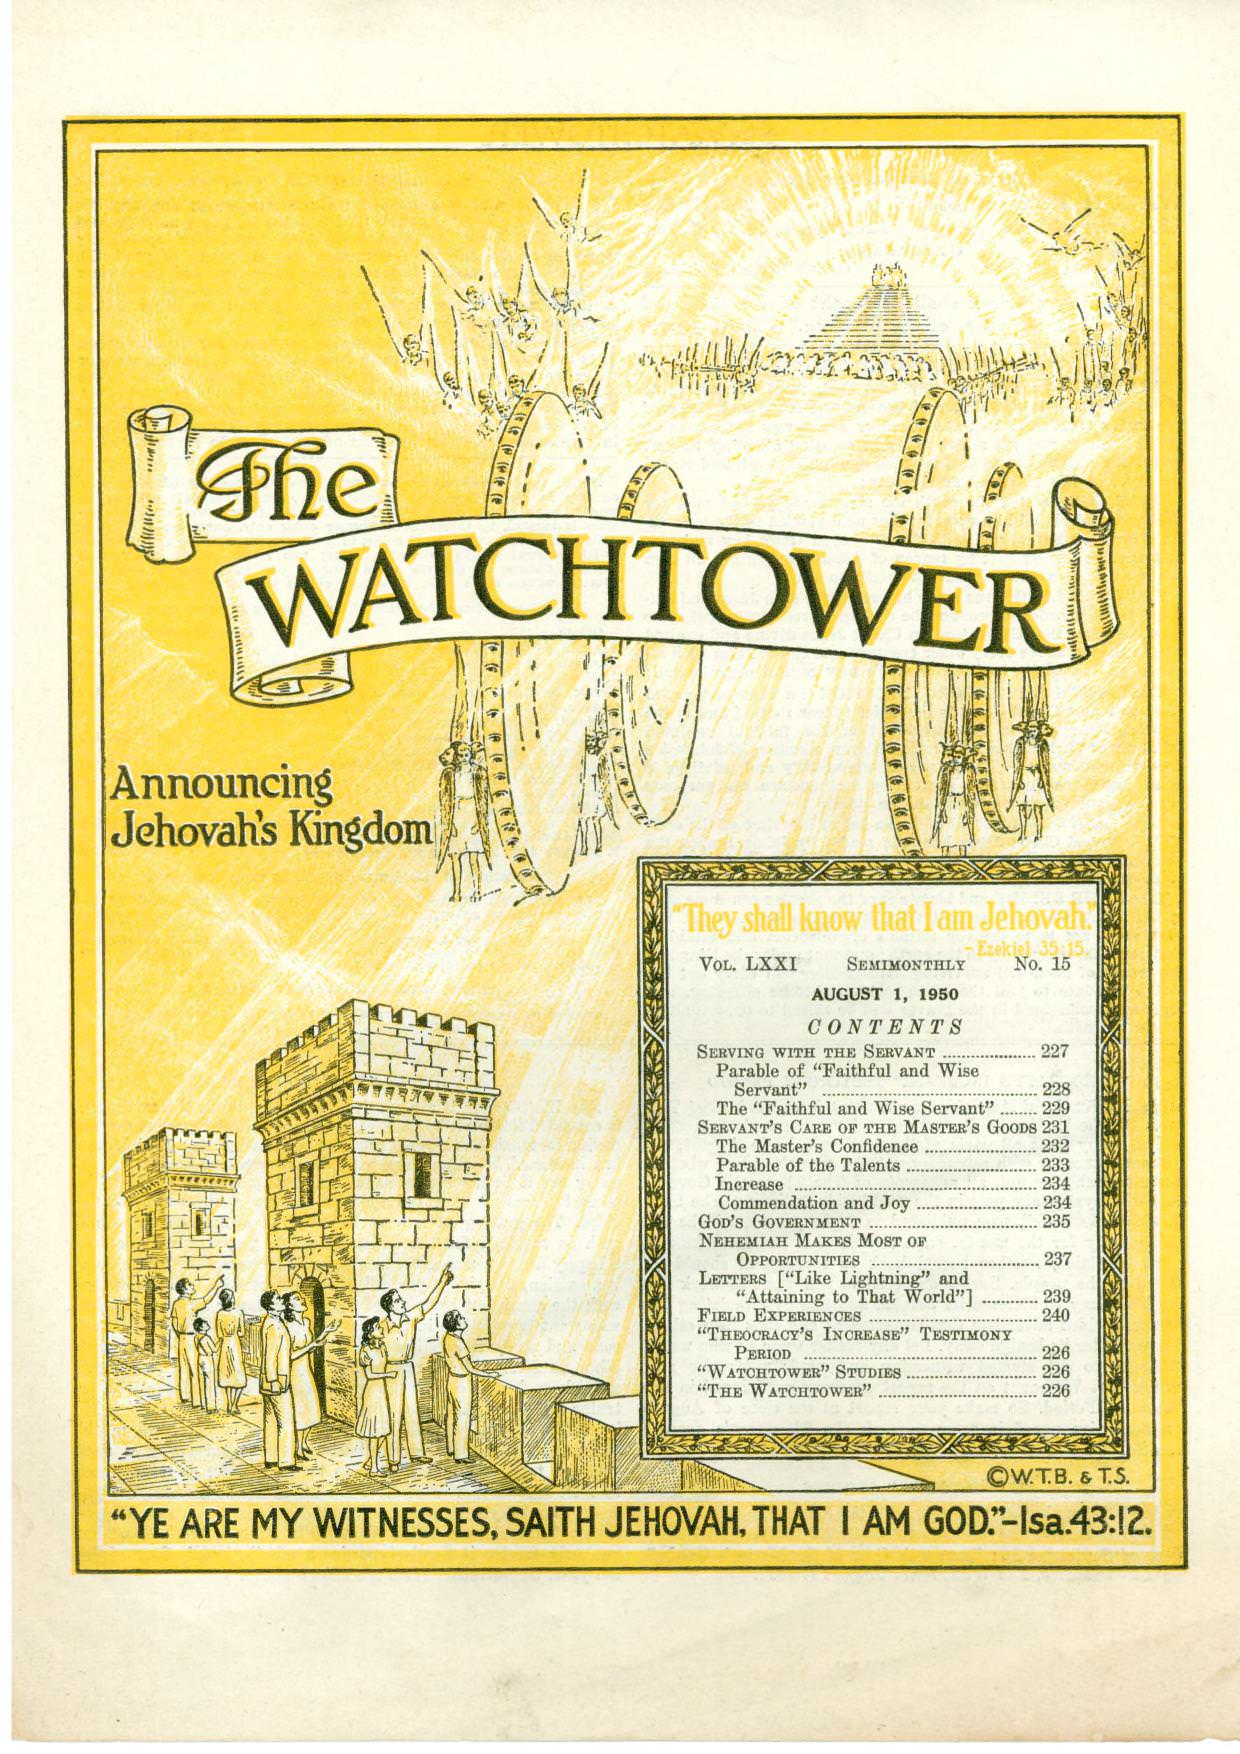 The
WATCHTOWER
Announcing
Jehovah's Kingdom
"They shall know that I am Jehovah."
- Ezekiel 35:15.
VOL. LXXI SEMIMONTHLY No. 15
AUGUST 1, 1950
CONTENTS
SERVING WITH THE SERVANT ..................... 227
Parable of "Faithful and Wise
Servant" ................................................ 228
The "Faithful and Wise Servant" ........ 229
SERVANT'S CARE OF THE MASTER'S GOODS 231
The Master's Confidence ......................... 232
Parable of the Talents .............................. 233
Increase ....................................................... 234
Commendation and Joy ........................... 234
GOD'S GOVERNMENT ...................................... 235
NEHEMIAH MAKES MOST OF
OPPORTUNITIES ...................................... 237
LETTERS ["Like Lightning" and
"Attaining to That World"] ............ 239
FIELD EXPERIENCES ...................................... 240
"THEOCRACY'S INCREASE" TESTIMONY
PERIOD .................................................... 226
"WATCHTOWER" STUDIES ............................. 226
"THE WATCHTOWER" .................................... 226
©W.T.B. & T.S.
"YE ARE MY WITNESSES, SAITH JEHOVAH, THAT I AM GOD."-Isa.43:12.